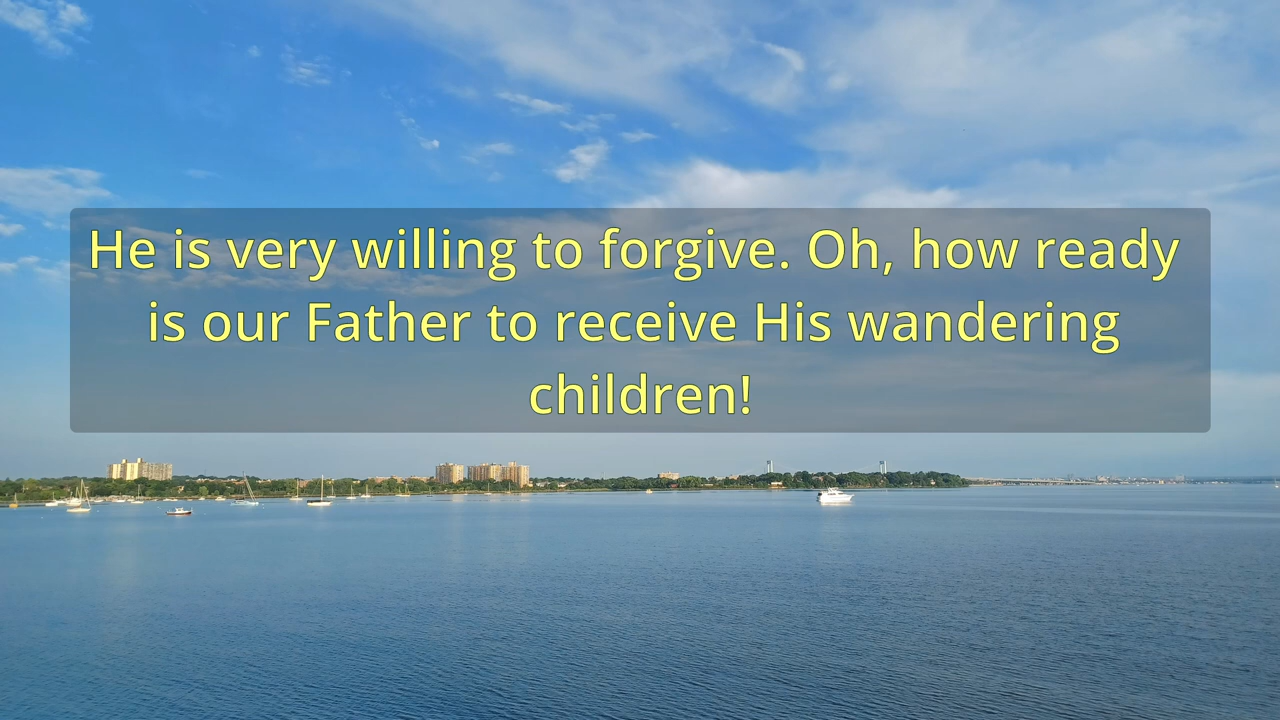 He is very willing to forgive. Oh, how ready
is our Father to receive His wandering
children!